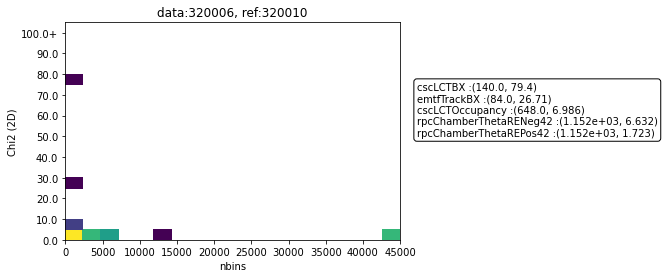 data:320006, ref:320010
100.0+
90.0
80.0
70.0
60.0
50.0
40.0
30.0
20.0
10.0
0.0
Chi2 (2D)
0 5000 10000 15000 20000 25000 30000 35000 40000 45000
nbins
cscLCTBX :(140.0, 79.4)
emtfTrackBX :(84.0, 26.71)
cscLCTOccupancy :(648.0, 6.986)
rpcChamberThetaRENeg42 :(1.152e+03, 6.632)
rpcChamberThetaREPos42 :(1.152e+03, 1.723)